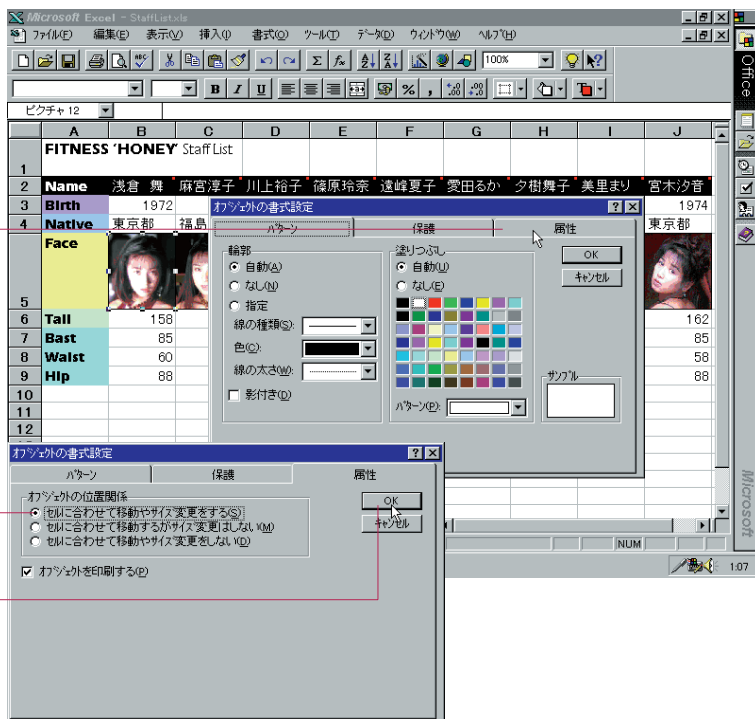 Microsoft Excel - StaffList.xls
ﾌｧｲﾙ(F) 編集(E) 表示(V) 挿入(I) 書式(O) ﾂｰﾙ(T) ﾃﾞｰﾀ(D) ｳｨﾝﾄﾞｳ(W) ﾍﾙﾌﾟ(H)
100%
B I U % ,
ピクチャ 12
A B C D E F G H I J
1 FITNESS 'HONEY' Staff List
2 Name 浅倉 舞 麻宮淳子 川上裕子 篠原玲奈 遠峰夏子 愛田るか 夕樹舞子 美里まり 宮木汐音
3 Birth 1972 1974
4 Native 東京都 福島 東京都
5 Face
6 Tall 158 162
7 Bast 85 85
8 Waist 60 58
9 Hip 88 88
10
11
12
ｵﾌﾞｼﾞｪｸﾄの書式設定
ﾊﾟﾀｰﾝ 保護 属性
輪郭
自動(A)
なし(N)
指定
線の種類(S):
色(C):
線の太さ(W):
影付き(D)
塗りつぶし
自動(U)
なし(E)
ﾊﾟﾀｰﾝ(P):
OK
ｷｬﾝｾﾙ
ｻﾝﾌﾟﾙ
ｵﾌﾞｼﾞｪｸﾄの書式設定
ﾊﾟﾀｰﾝ 保護 属性
ｵﾌﾞｼﾞｪｸﾄの位置関係
ｾﾙに合わせて移動やｻｲｽﾞ変更をする(S)
ｾﾙに合わせて移動するがｻｲｽﾞ変更はしない(M)
ｾﾙに合わせて移動やｻｲｽﾞ変更をしない(D)
ｵﾌﾞｼﾞｪｸﾄを印刷する(P)
OK
ｷｬﾝｾﾙ
NUM
Office
Microsoft
1:07